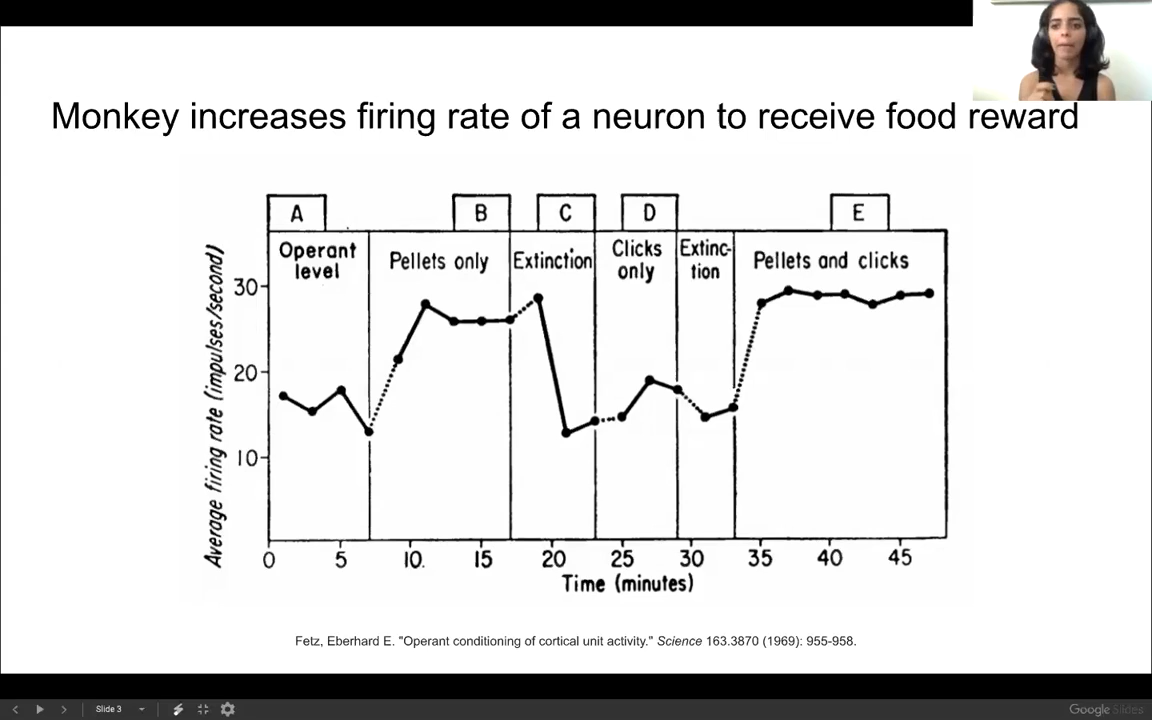 Monkey increases firing rate of a neuron to receive food reward
A
B
C
D
E
Operant
level
Pellets only
Extinction
Clicks
only
Extinc-
tion
Pellets and clicks
Average firing rate (impulses/second)
30
20
10
0 5 10. 15 20 25 30 35 40 45
Time (minutes)
Fetz, Eberhard E. "Operant conditioning of cortical unit activity." Science 163.3870 (1969): 955-958.
Slide 3
Google Slides